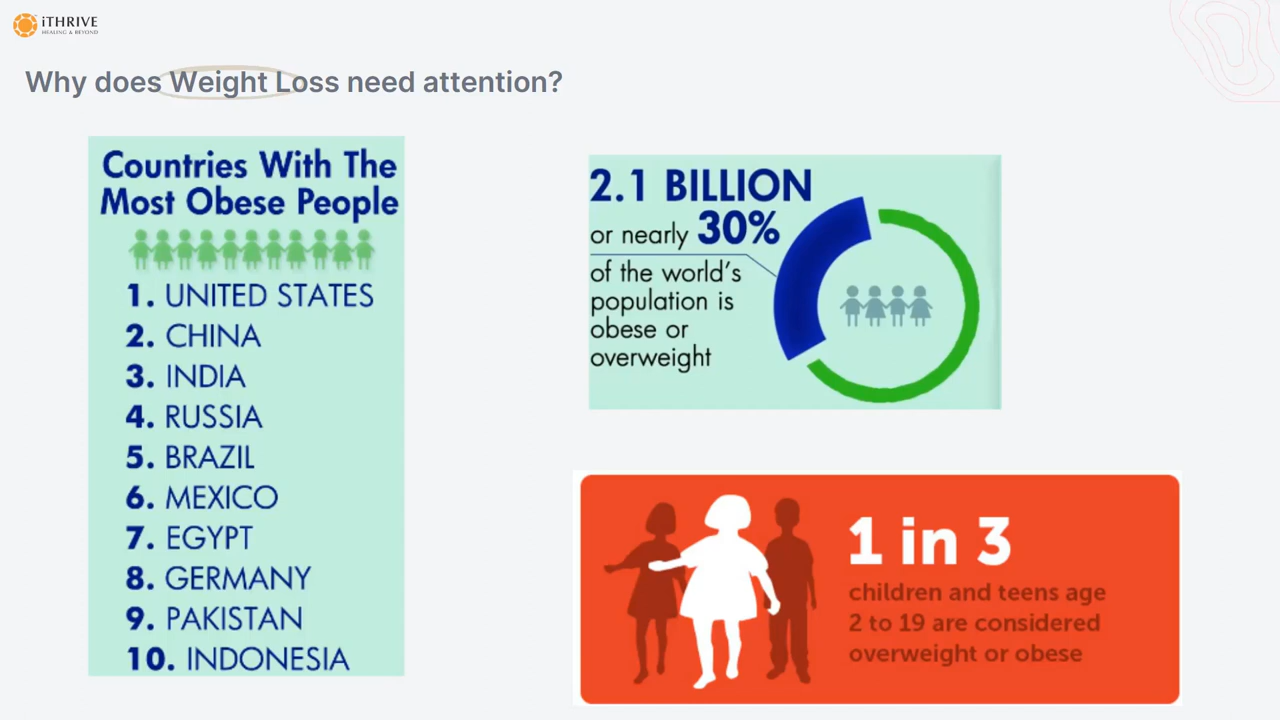 iTHRIVE
HEALING & BEYOND
Why does Weight Loss need attention?
Countries With The
Most Obese People
1. UNITED STATES
2. CHINA
3. INDIA
4. RUSSIA
5. BRAZIL
6. MEXICO
7. EGYPT
8. GERMANY
9. PAKISTAN
10. INDONESIA
2.1 BILLION
or nearly 30%
of the world's
population is
obese or
overweight
1 in 3
children and teens age
2 to 19 are considered
overweight or obese